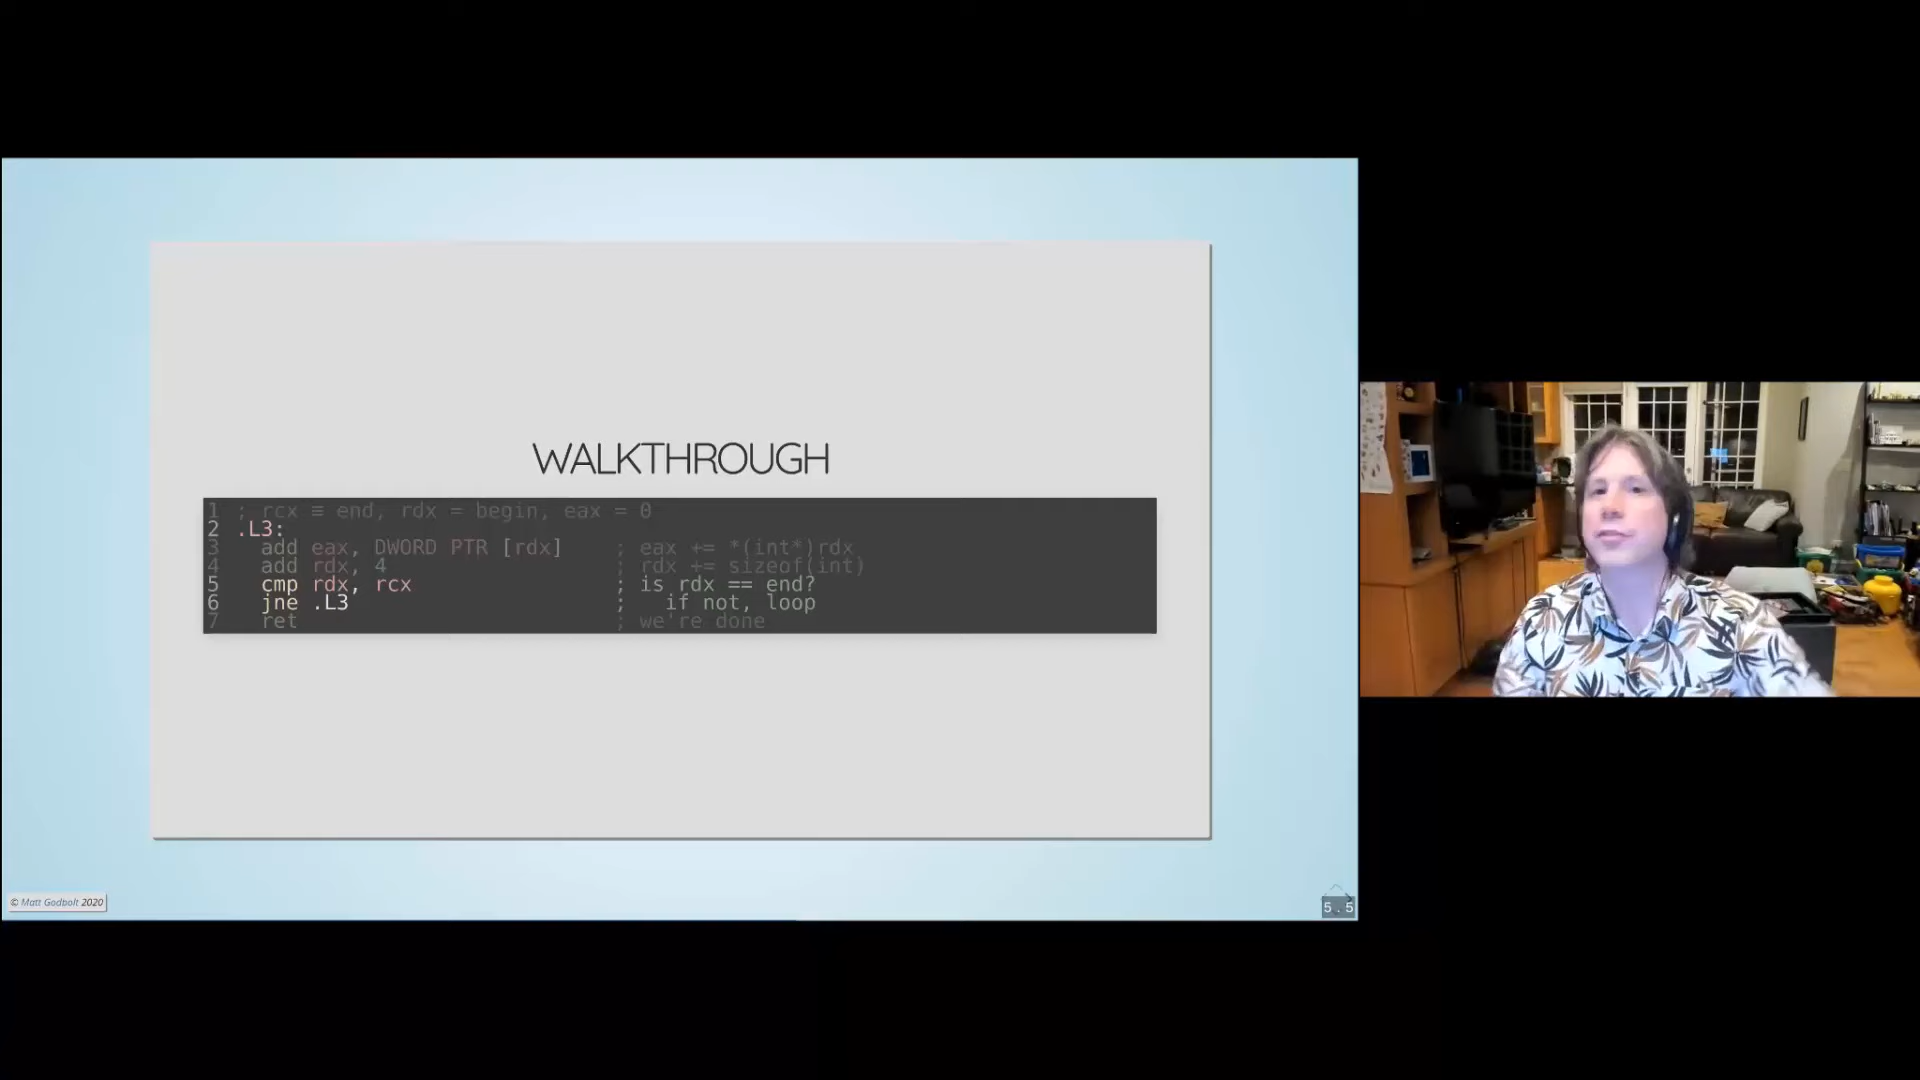 WALKTHROUGH
1 ; rcx ≡ end, rdx = begin, eax = 0
2 .L3:
3 add eax, DWORD PTR [rdx] ; eax += *(int*)rdx
4 add rdx, 4 ; rdx += sizeof(int)
5 cmp rdx, rcx ; is rdx == end?
6 jne .L3 ; if not, loop
7 ret ; we're done
© Matt Godbolt 2020
5.5